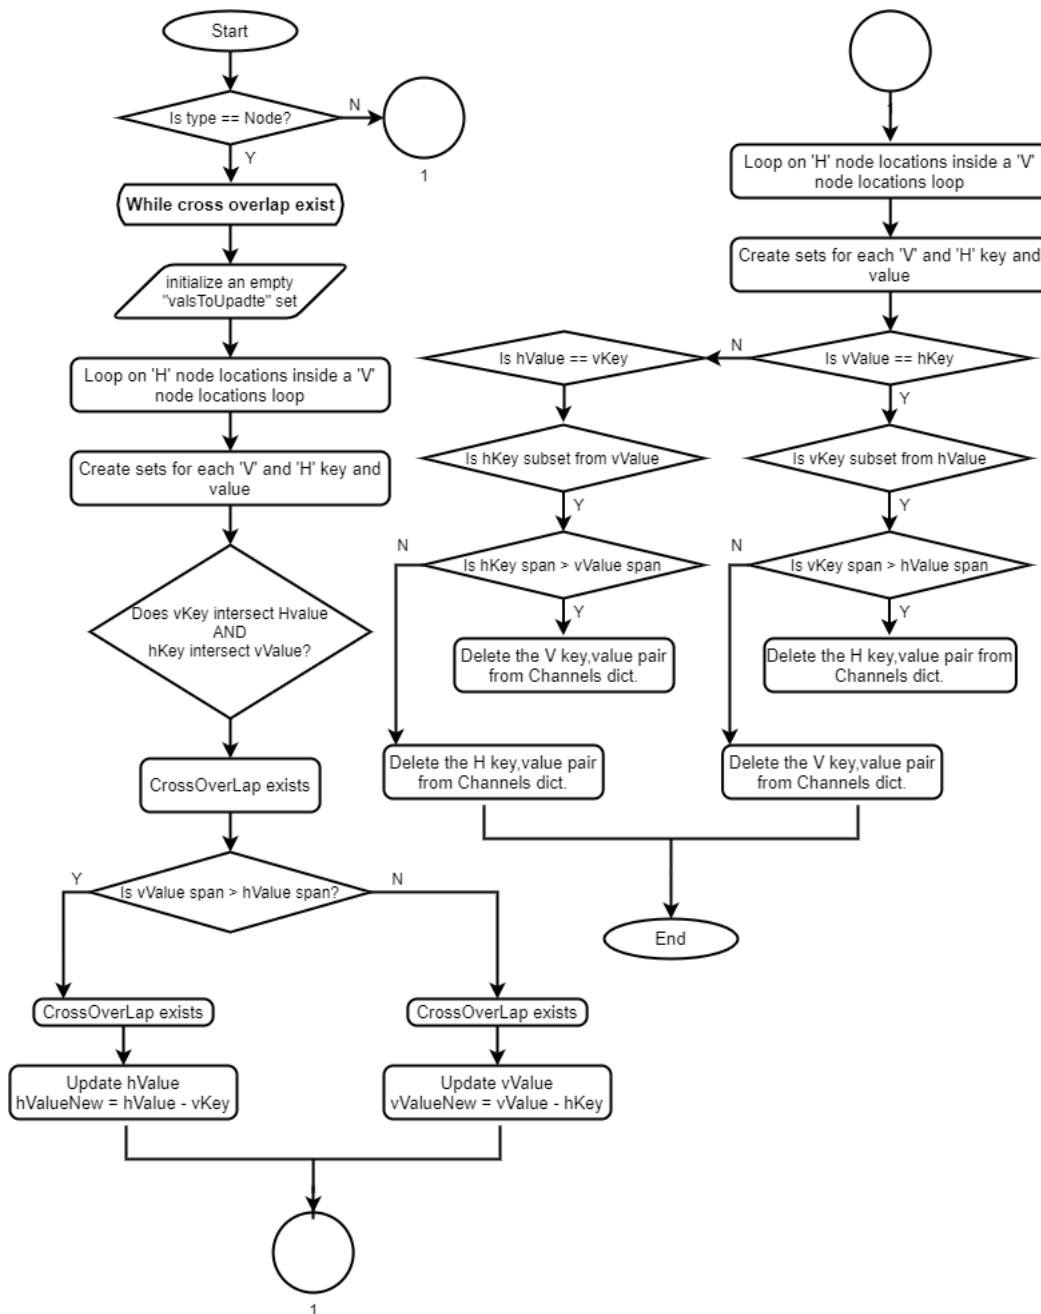 Start
Is type == Node?
N
1
Y
While cross overlap exist
initialize an empty
"valsToUpadte" set
Loop on 'H' node locations inside a 'V'
node locations loop
Create sets for each 'V' and 'H' key and
value
Does vKey intersect Hvalue
AND
hKey intersect vValue?
CrossOverLap exists
Is vValue span > hValue span?
Y
N
CrossOverLap exists
CrossOverLap exists
Update hValue
hValueNew = hValue - vKey
Update vValue
vValueNew = vValue - hKey
1
1
Loop on 'H' node locations inside a 'V'
node locations loop
Create sets for each 'V' and 'H' key and
value
Is vValue == hKey
N
Is hValue == vKey
Y
Is hKey subset from vValue
Is vKey subset from hValue
Y
Y
Is hKey span > vValue span
N
Is vKey span > hValue span
N
Y
Y
Delete the V key,value pair
from Channels dict.
Delete the H key,value pair from
Channels dict.
Delete the H key,value pair
from Channels dict.
Delete the V key,value pair
from Channels dict.
End